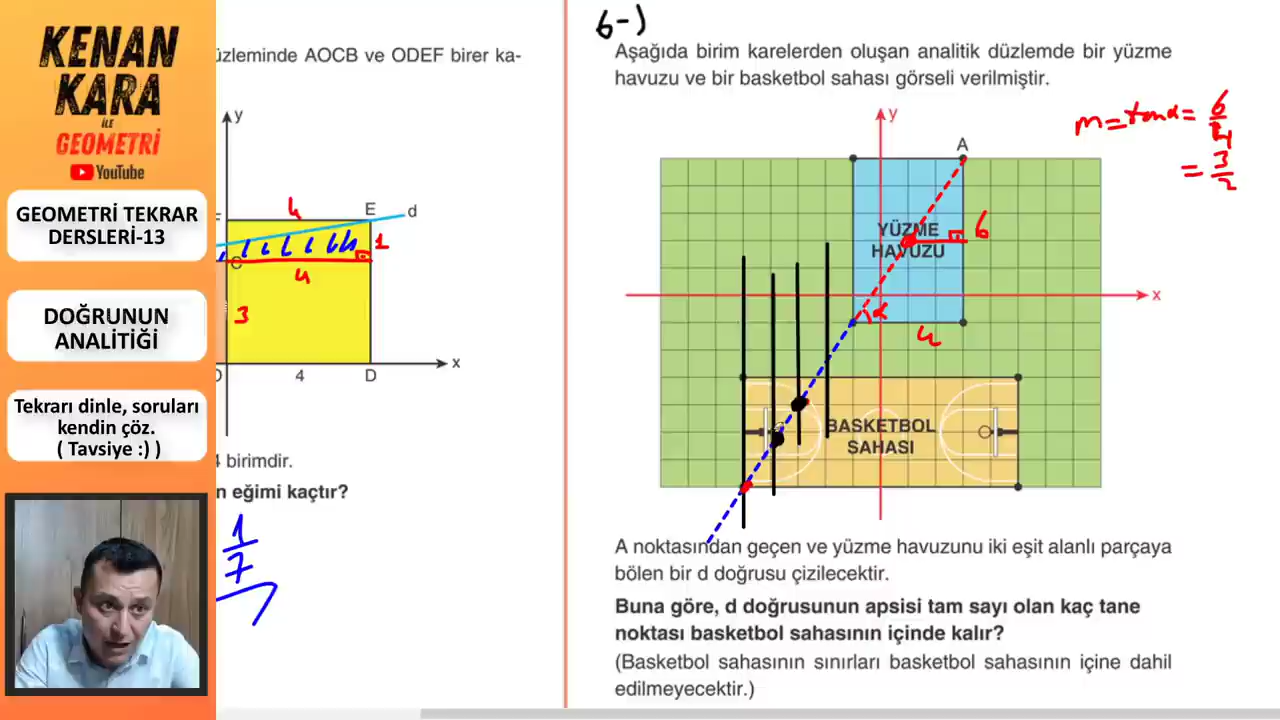 KENAN
KARA
İLE
GEOMETRİ
YouTube
GEOMETRİ TEKRAR
DERSLERİ-13
DOĞRUNUN
ANALİTİĞİ
Tekrarı dinle, soruları
kendin çöz.
( Tavsiye :) )
üzleminde AOCB ve ODEF birer ka-
y
4
E
d
1
C
4
3
x
4
D
4 birimdir.
n eğimi kaçtır?
1
7
6-)
Aşağıda birim karelerden oluşan analitik düzlemde bir yüzme
havuzu ve bir basketbol sahası görseli verilmiştir.
m=tanα= 6/4
= 3/2
y
A
YÜZME
HAVUZU
6
x
α
4
BASKETBOL
SAHASI
A noktasından geçen ve yüzme havuzunu iki eşit alanlı parçaya
bölen bir d doğrusu çizilecektir.
Buna göre, d doğrusunun apsisi tam sayı olan kaç tane
noktası basketbol sahasının içinde kalır?
(Basketbol sahasının sınırları basketbol sahasının içine dahil
edilmeyecektir.)